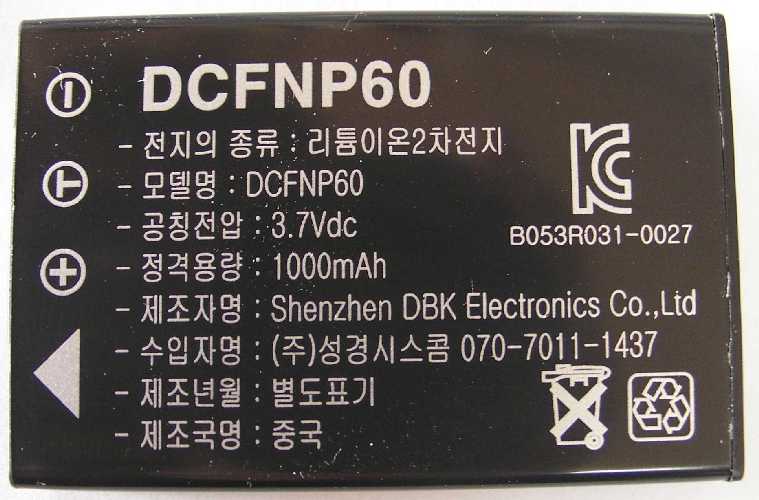 DCFNP60
- 전지의 종류 : 리튬이온2차전지
- 모델명 : DCFNP60
- 공칭전압 : 3.7Vdc
- 정격용량 : 1000mAh
- 제조자명 : Shenzhen DBK Electronics Co.,Ltd
- 수입자명 : (주)성경시스콤 070-7011-1437
- 제조년월 : 별도표기
- 제조국명 : 중국
T
KC
B053R031-0027